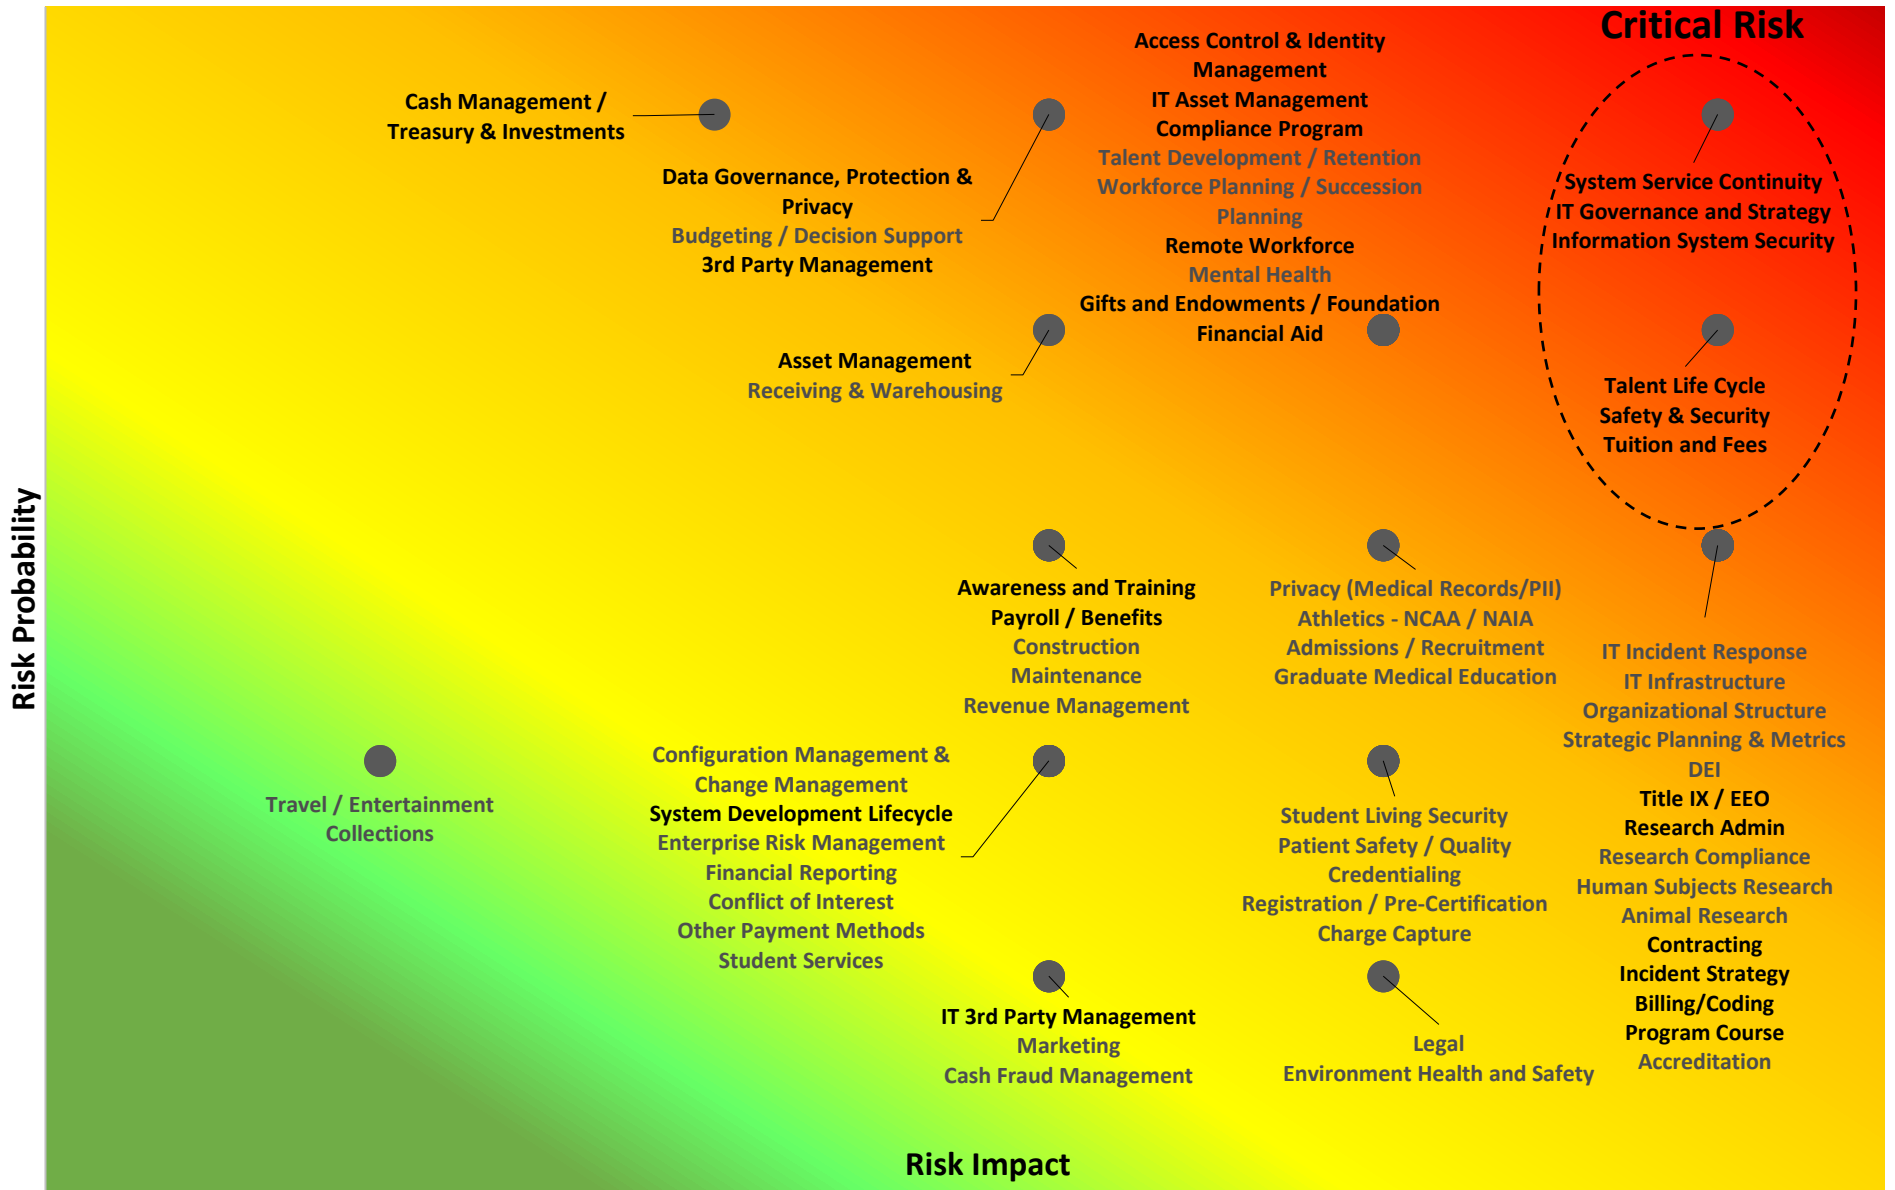 Critical Risk
Access Control & Identity
Management
IT Asset Management
Compliance Program
Talent Development / Retention
Workforce Planning / Succession
Planning
Remote Workforce
Mental Health
Gifts and Endowments / Foundation
Financial Aid
Cash Management /
Treasury & Investments
Data Governance, Protection &
Privacy
Budgeting / Decision Support
3rd Party Management
System Service Continuity
IT Governance and Strategy
Information System Security
Asset Management
Receiving & Warehousing
Talent Life Cycle
Safety & Security
Tuition and Fees
Risk Probability
Awareness and Training
Payroll / Benefits
Construction
Maintenance
Revenue Management
Privacy (Medical Records/PII)
Athletics - NCAA / NAIA
Admissions / Recruitment
Graduate Medical Education
IT Incident Response
IT Infrastructure
Organizational Structure
Strategic Planning & Metrics
DEI
Title IX / EEO
Research Admin
Research Compliance
Human Subjects Research
Animal Research
Contracting
Incident Strategy
Billing/Coding
Program Course
Accreditation
Travel / Entertainment
Collections
Configuration Management &
Change Management
System Development Lifecycle
Enterprise Risk Management
Financial Reporting
Conflict of Interest
Other Payment Methods
Student Services
Student Living Security
Patient Safety / Quality
Credentialing
Registration / Pre-Certification
Charge Capture
IT 3rd Party Management
Marketing
Cash Fraud Management
Legal
Environment Health and Safety
Risk Impact